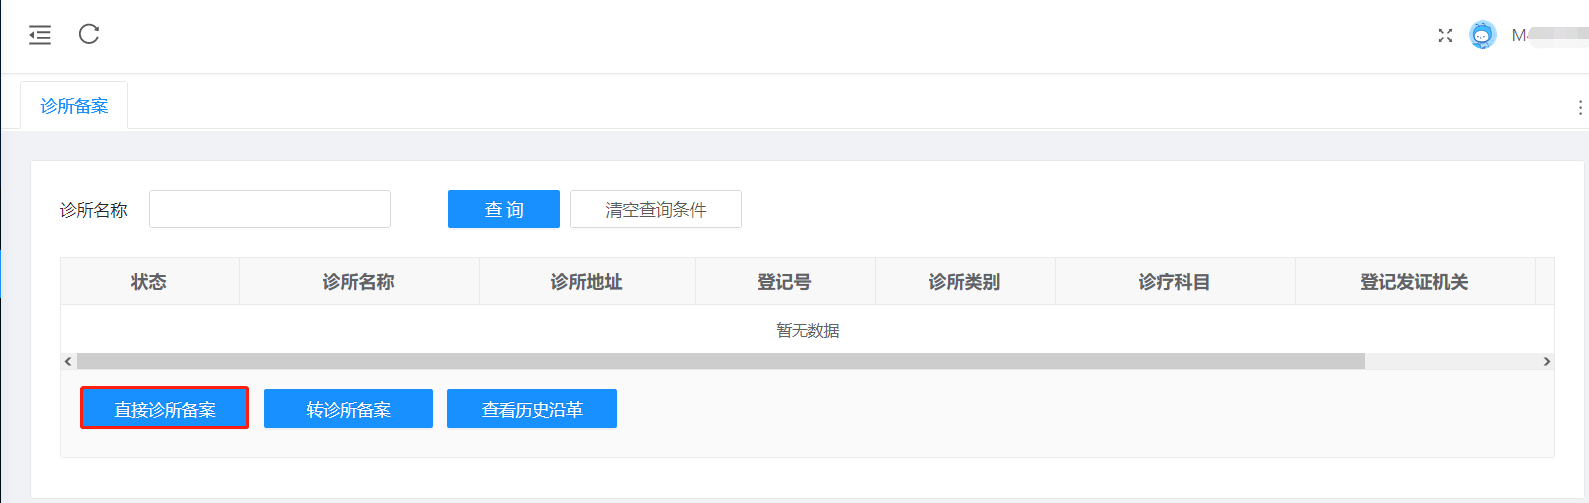 诊所备案
诊所名称 查 询 清空查询条件
状态 诊所名称 诊所地址 登记号 诊所类别 诊疗科目 登记发证机关
暂无数据
直接诊所备案 转诊所备案 查看历史沿革